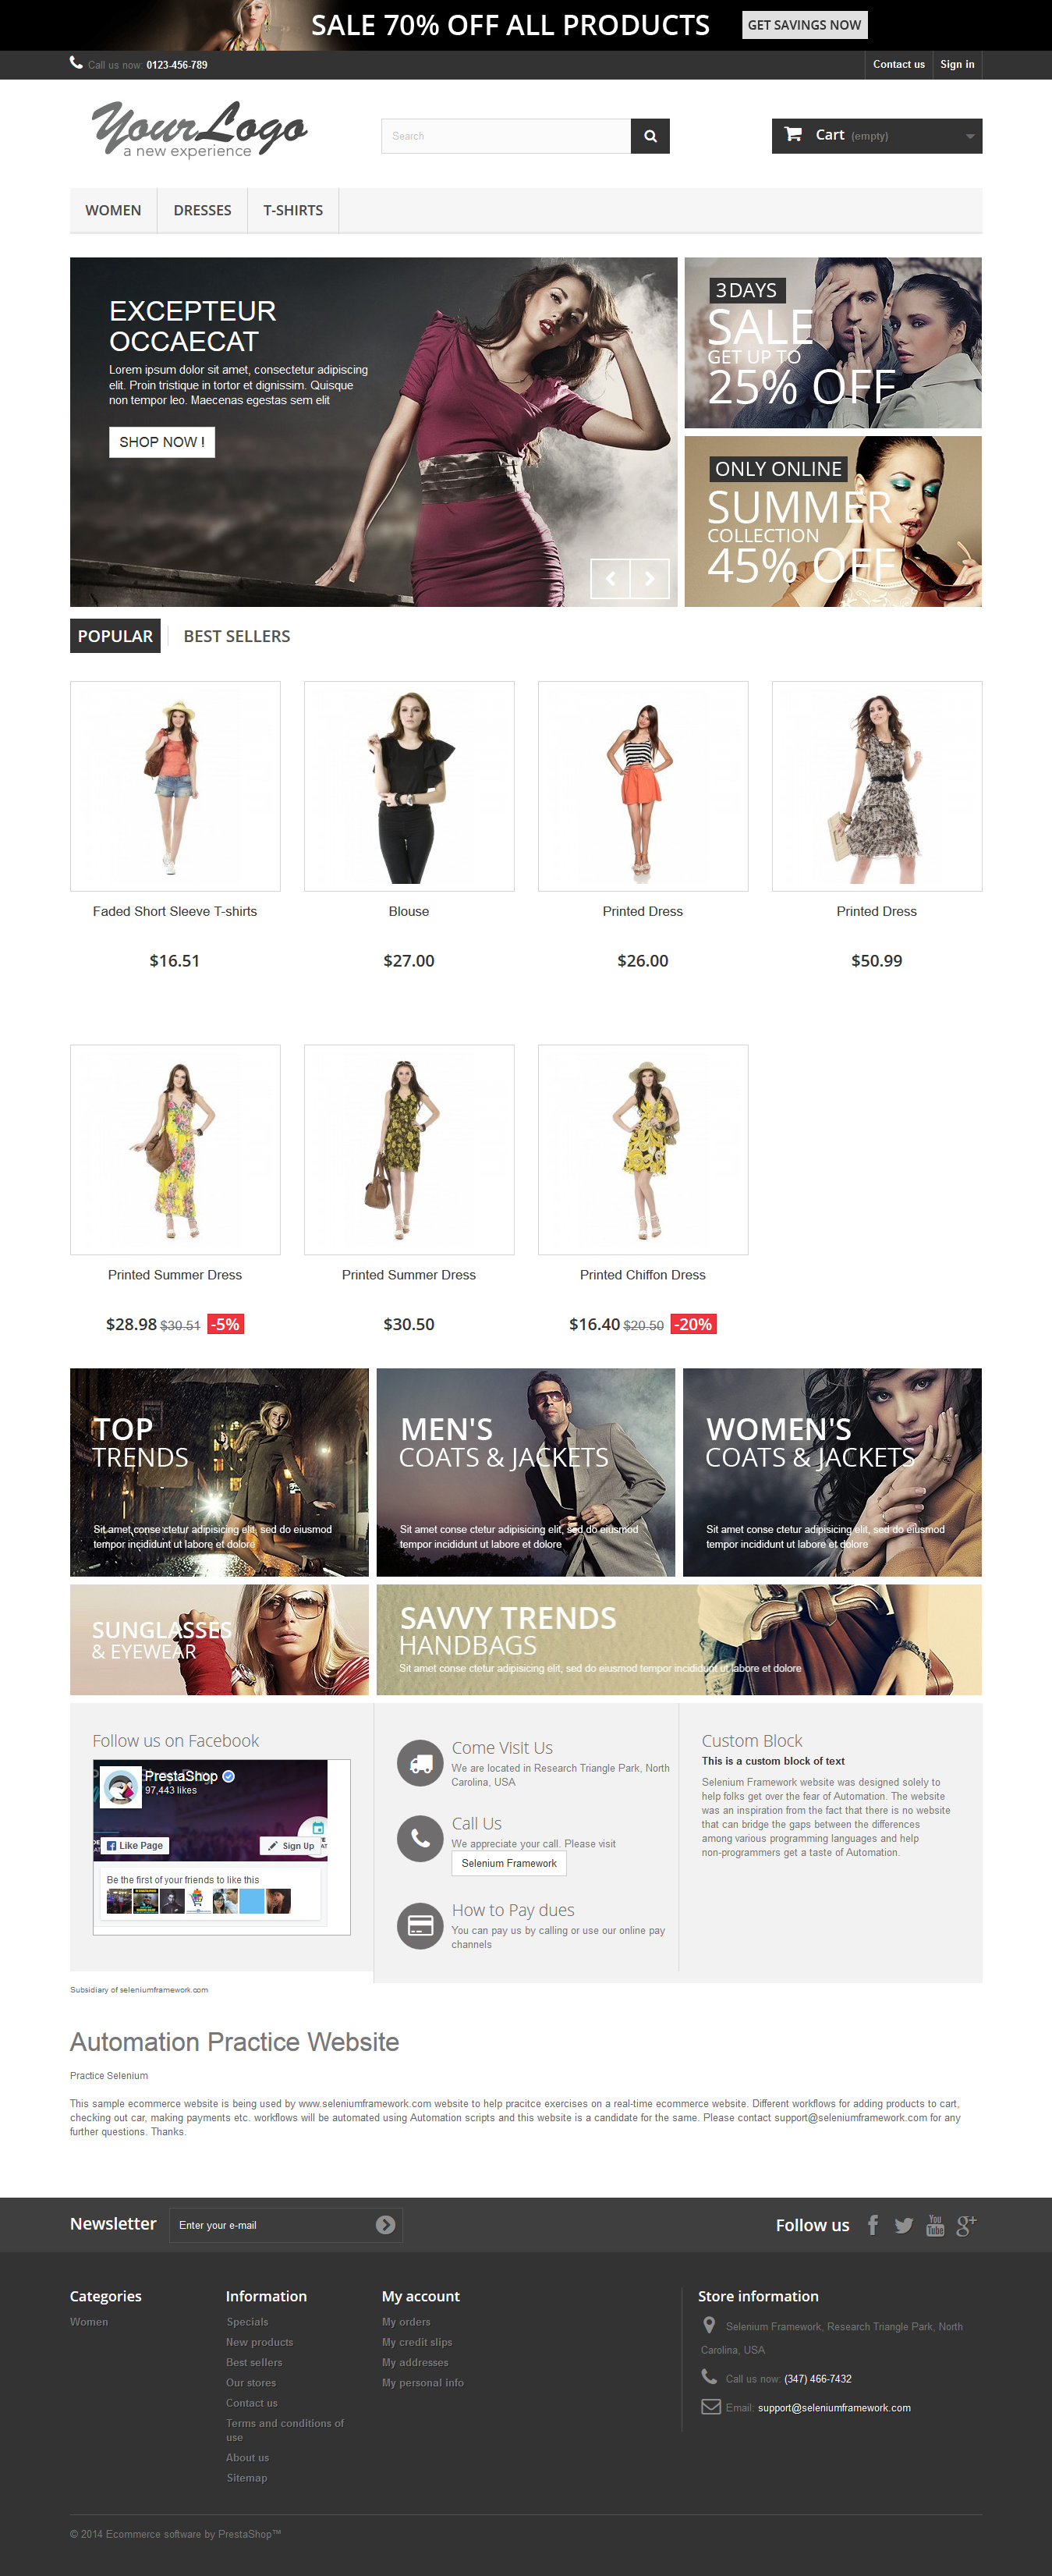 SALE 70% OFF ALL PRODUCTS GET SAVINGS NOW
Call us now: 0123-456-789 Contact us Sign in
YourLogo
a new experience
Search
Cart (empty)
WOMEN DRESSES T-SHIRTS
EXCEPTEUR
OCCAECAT
Lorem ipsum dolor sit amet, consectetur adipiscing
elit. Proin tristique in tortor et dignissim. Quisque
non tempor leo. Maecenas egestas sem elit
SHOP NOW !
3 DAYS
SALE
GET UP TO
25% OFF
ONLY ONLINE
SUMMER
COLLECTION
45% OFF
POPULAR BEST SELLERS
Faded Short Sleeve T-shirts Blouse Printed Dress Printed Dress
$16.51 $27.00 $26.00 $50.99
Printed Summer Dress Printed Summer Dress Printed Chiffon Dress
$28.98 $30.51 -5% $30.50 $16.40 $20.50 -20%
TOP
TRENDS
Sit amet conse ctetur adipisicing elit, sed do eiusmod
tempor incididunt ut labore et dolore
MEN'S
COATS & JACKETS
Sit amet conse ctetur adipisicing elit, sed do eiusmod
tempor incididunt ut labore et dolore
WOMEN'S
COATS & JACKETS
Sit amet conse ctetur adipisicing elit, sed do eiusmod
tempor incididunt ut labore et dolore
SUNGLASSES
& EYEWEAR
SAVVY TRENDS
HANDBAGS
Sit amet conse ctetur adipisicing elit, sed do eiusmod tempor incididunt ut labore et dolore
Follow us on Facebook
PrestaShop
97,443 likes
Like Page
Sign Up
Be the first of your friends to like this
Come Visit Us
We are located in Research Triangle Park, North
Carolina, USA
Call Us
We appreciate your call. Please visit
Selenium Framework
How to Pay dues
You can pay us by calling or use our online pay
channels
Custom Block
This is a custom block of text
Selenium Framework website was designed solely to
help folks get over the fear of Automation. The website
was an inspiration from the fact that there is no website
that can bridge the gaps between the differences
among various programming languages and help
non-programmers get a taste of Automation.
Subsidiary of seleniumframework.com
Automation Practice Website
Practice Selenium
This sample ecommerce website is being used by www.seleniumframework.com website to help pracitce exercises on a real-time ecommerce website. Different workflows for adding products to cart,
checking out car, making payments etc. workflows will be automated using Automation scripts and this website is a candidate for the same. Please contact support@seleniumframework.com for any
further questions. Thanks.
Newsletter
Enter your e-mail
Follow us
You
Tube
g+
Categories
Women
Information
Specials
New products
Best sellers
Our stores
Contact us
Terms and conditions of
use
About us
Sitemap
My account
My orders
My credit slips
My addresses
My personal info
Store information
Selenium Framework, Research Triangle Park, North
Carolina, USA
Call us now: (347) 466-7432
Email: support@seleniumframework.com
© 2014 Ecommerce software by PrestaShop™